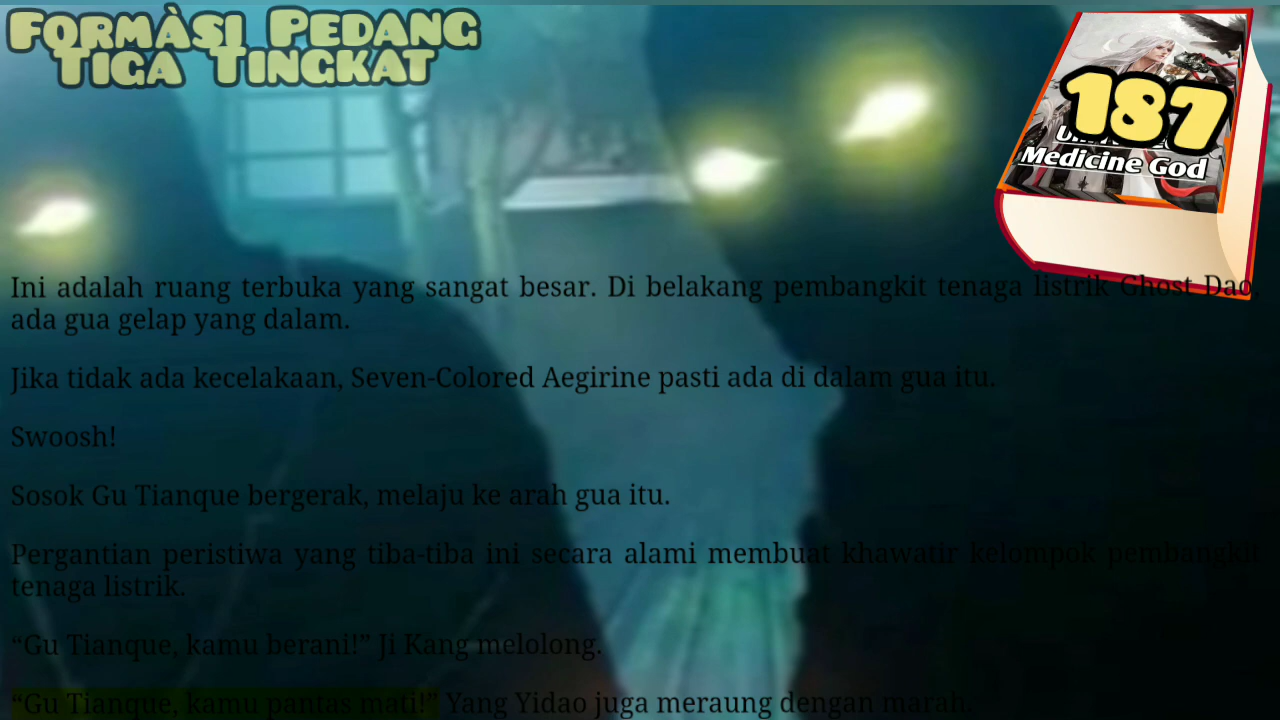 Formàsi Pedang
Tiga Tingkat
187
Medicine God
Ini adalah ruang terbuka yang sangat besar. Di belakang pembangkit tenaga listrik Ghost Dao,
ada gua gelap yang dalam.
Jika tidak ada kecelakaan, Seven-Colored Aegirine pasti ada di dalam gua itu.
Swoosh!
Sosok Gu Tianque bergerak, melaju ke arah gua itu.
Pergantian peristiwa yang tiba-tiba ini secara alami membuat khawatir kelompok pembangkit
tenaga listrik.
“Gu Tianque, kamu berani!” Ji Kang melolong.
“Gu Tianque, kamu pantas mati!” Yang Yidao juga meraung dengan marah.